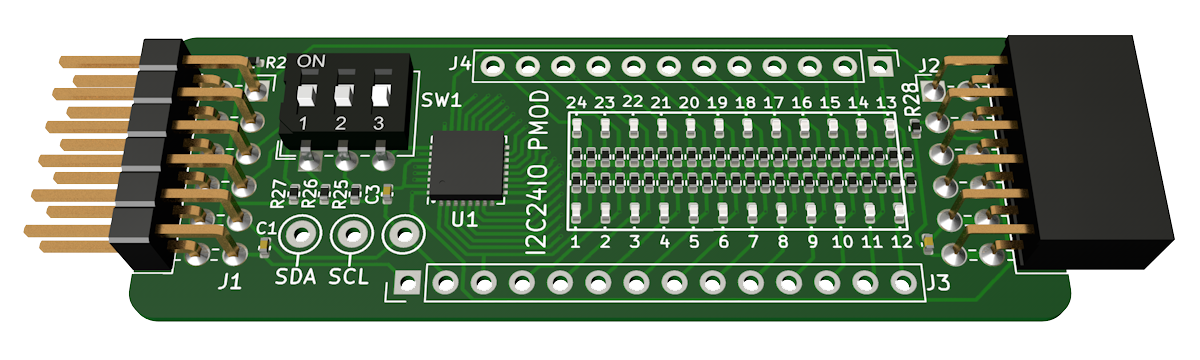 R2
ON
1 2 3
SW1
J4
J2
R28
24 23 22 21 20 19 18 17 16 15 14 13
I2C24IO PMOD
U1
R27
R26
R25
C3
C1
SDA SCL
J1
1 2 3 4 5 6 7 8 9 10 11 12
J3